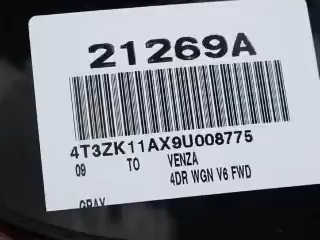 21269A
4T3ZK11AX9U008775
09 TO VENZA
4DR WGN V6 FWD
GRAY